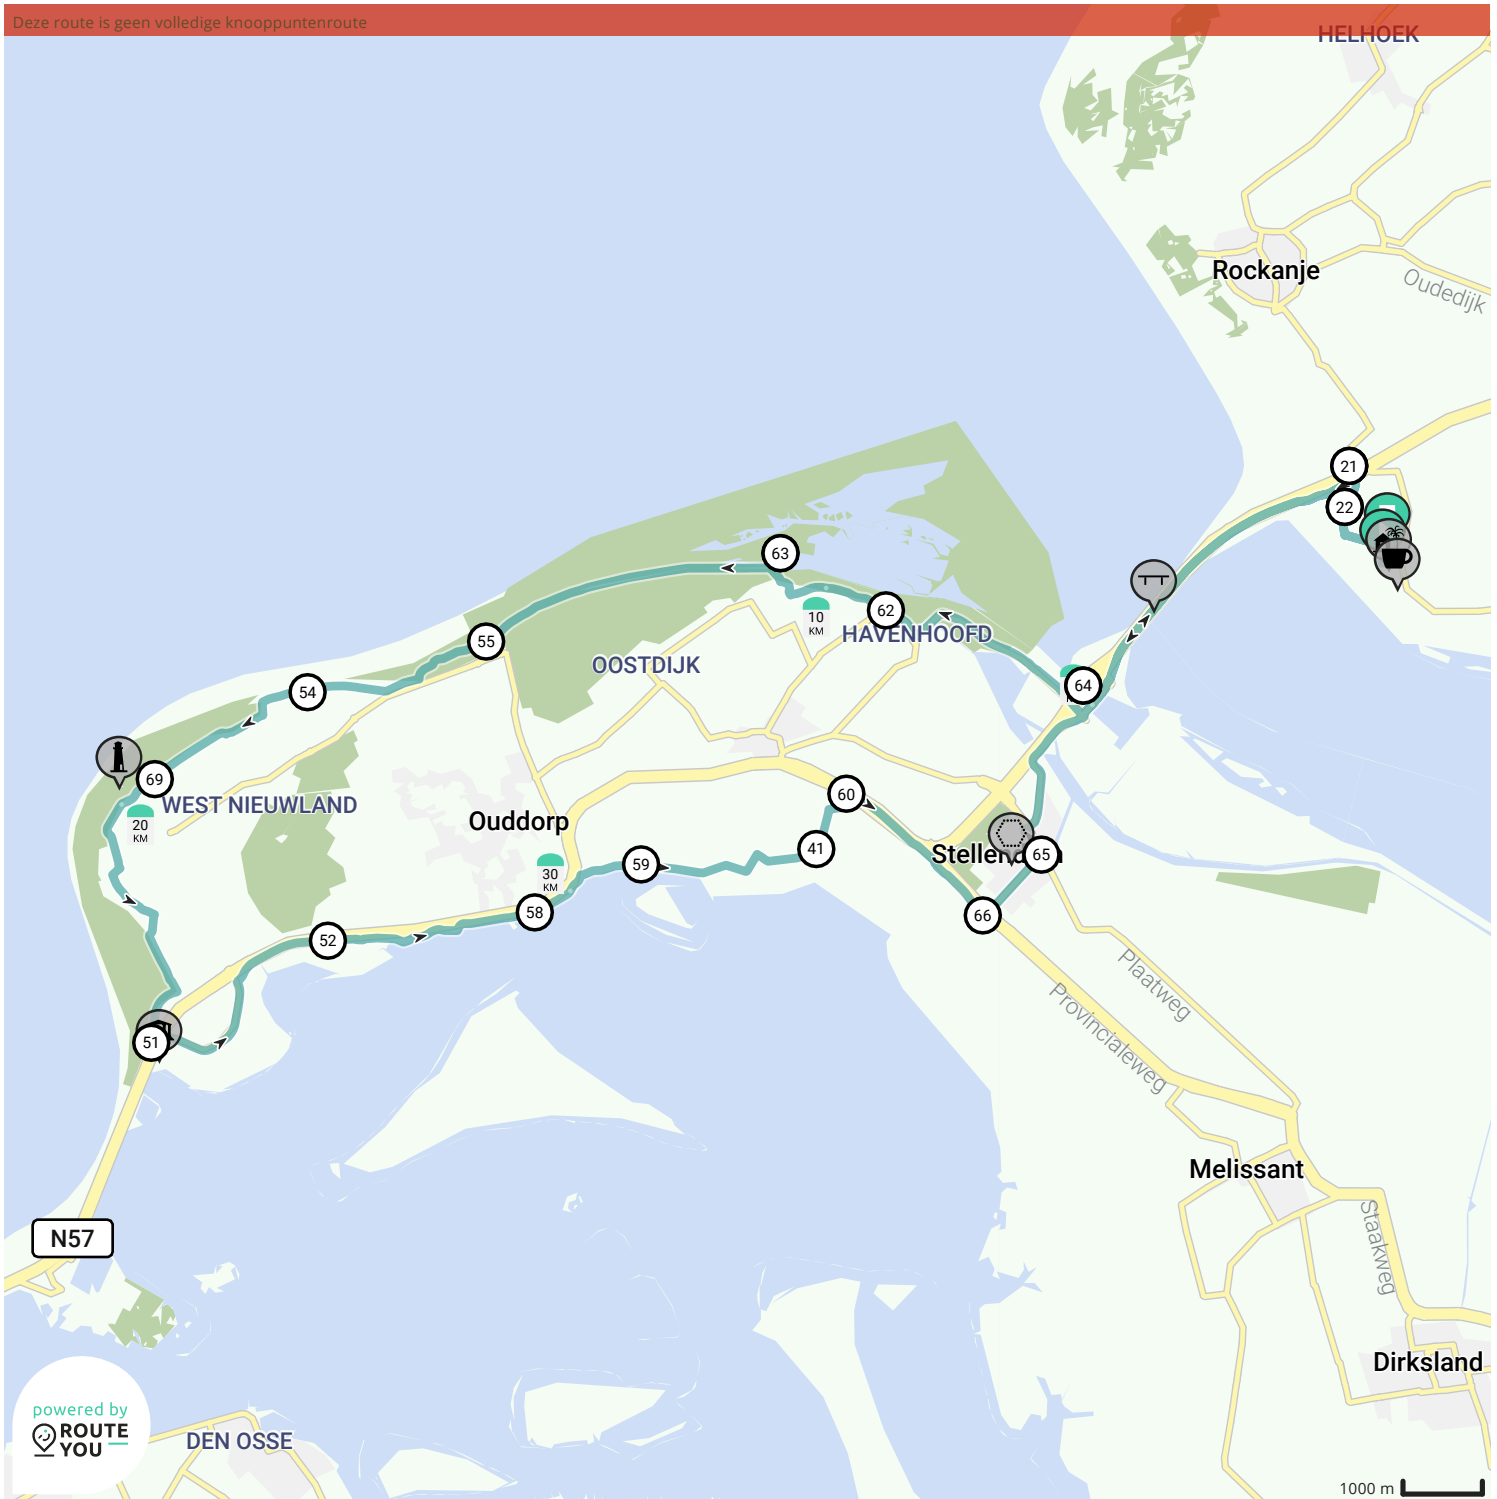 Deze route is geen volledige knooppuntenroute
HELHOEK
Rockanje
Oudedijk
21
22
63
10
KM
62
HAVENHOOFD
55
OOSTDIJK
54
64
69
WEST NIEUWLAND
20
KM
Ouddorp
60
41
59
30
KM
58
65
66
52
51
Plaatweg
Provincialeweg
Melissant
N57
Staakweg
Dirksland
powered by
ROUTE
YOU
DEN OSSE
1000 m